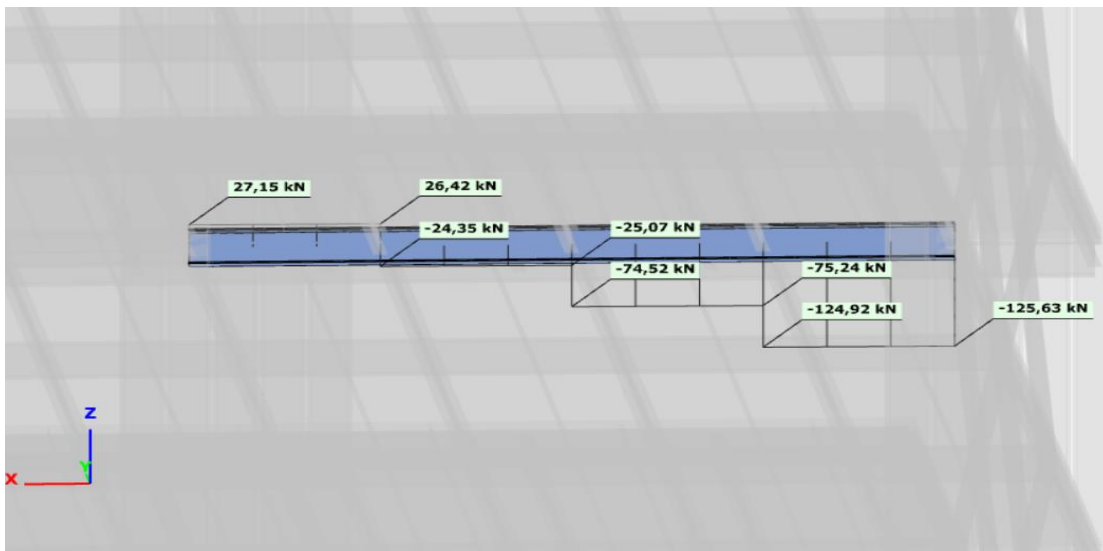 27,15 kN
26,42 kN
-24,35 kN
-25,07 kN
-74,52 kN
-75,24 kN
-124,92 kN
-125,63 kN
Z
Y
X